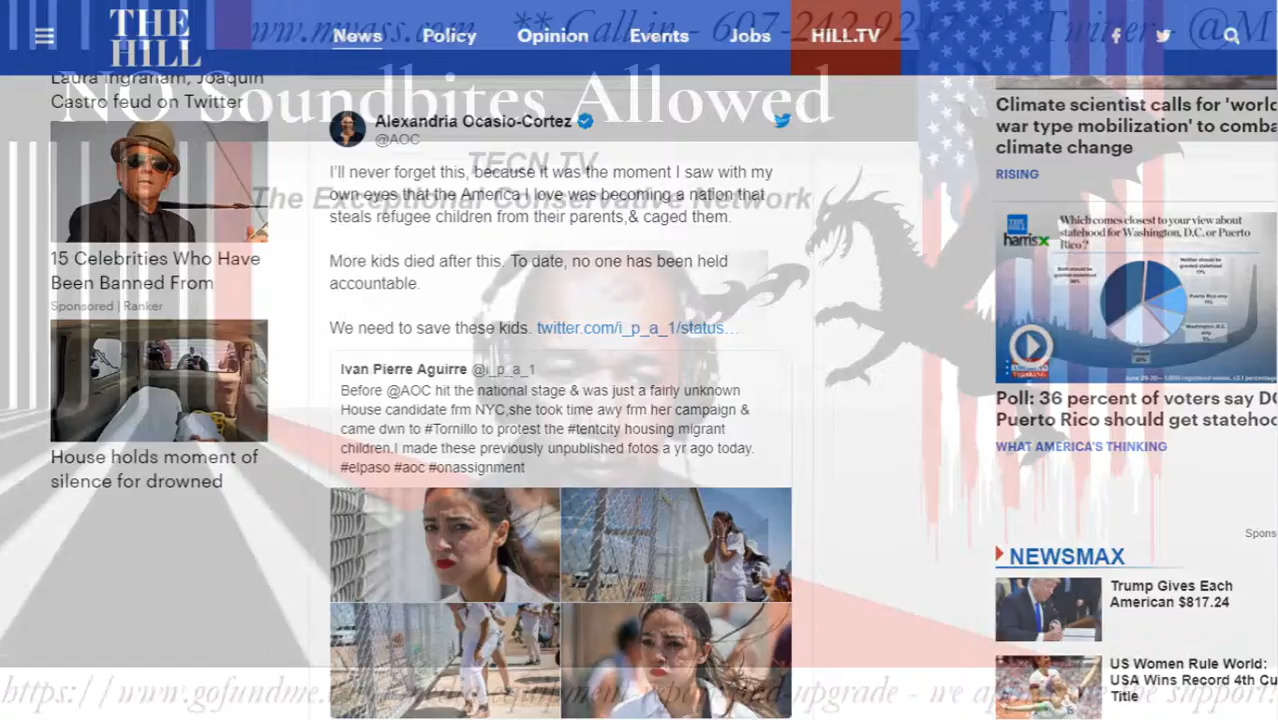 www.myass.com ** Call in - 607-242-9247
Twitter - @M
THE
HILL
News Policy Opinion Events Jobs HILL.TV
NO Soundbites Allowed
Laura Ingraham, Joaquin
Castro feud on Twitter
15 Celebrities Who Have
Been Banned From
Sponsored | Ranker
House holds moment of
silence for drowned
TECN TV
The Exceptional Conservative Network
Alexandria Ocasio-Cortez
@AOC
I'll never forget this, because it was the moment I saw with my
own eyes that the America I love was becoming a nation that
steals refugee children from their parents,& caged them.
More kids died after this. To date, no one has been held
accountable.
We need to save these kids. twitter.com/i_p_a_1/status…
Ivan Pierre Aguirre @i_p_a_1
Before @AOC hit the national stage & was just a fairly unknown
House candidate frm NYC,she took time awy frm her campaign &
came dwn to #Tornillo to protest the #tentcity housing migrant
children.I made these previously unpublished fotos a yr ago today.
#elpaso #aoc #onassignment
Climate scientist calls for 'world
war type mobilization' to comba
climate change
RISING
THE
HILL
harrisx
Which comes closest to your view about
statehood for Washington, D.C. or Puerto
Rico?
Poll: 36 percent of voters say DC
Puerto Rico should get statehoo
WHAT AMERICA'S THINKING
Spons
NEWSMAX
Trump Gives Each
American $817.24
US Women Rule World:
USA Wins Record 4th Cu
Title
https://www.gofundme. upgrade - we support!